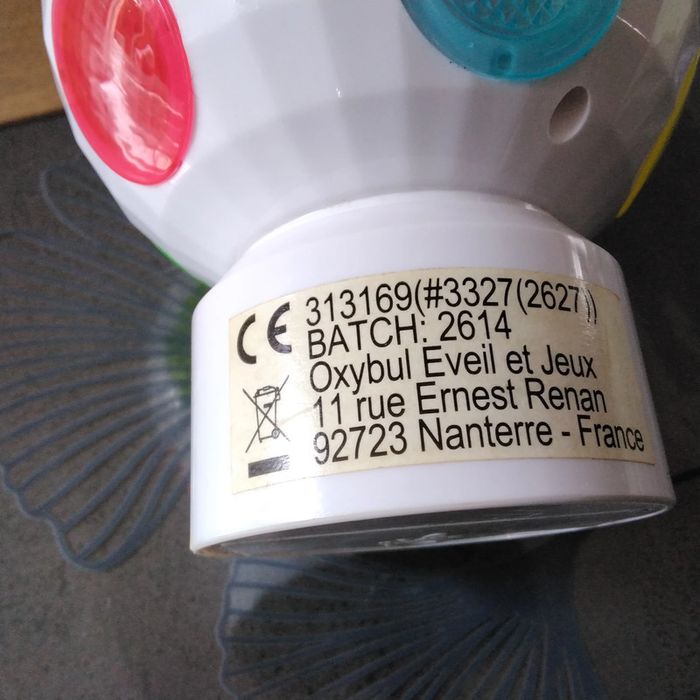 CE 313169(#3327(2627))
BATCH: 2614
Oxybul Eveil et Jeux
11 rue Ernest Renan
92723 Nanterre - France